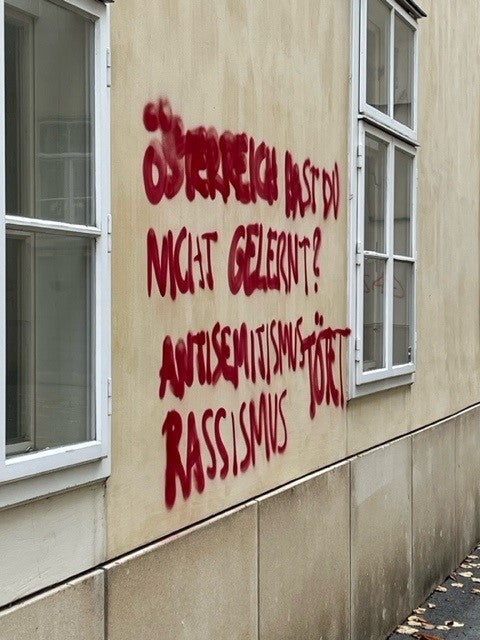 ÖSTERREICH HAST DU
NICHT GELERNT?
ANTISEMITISMUS TÖTET
RASSISMUS